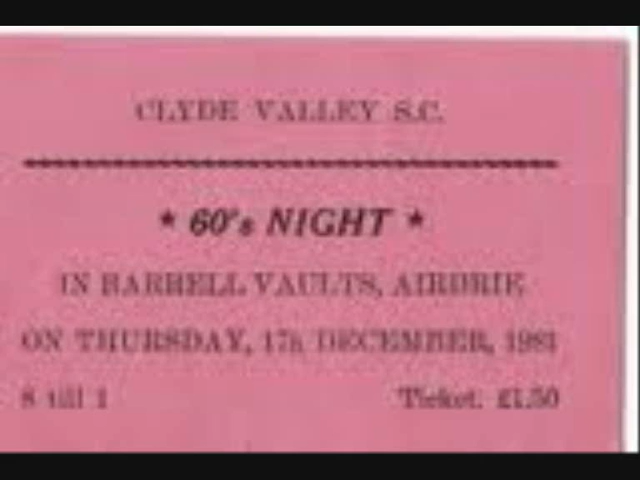 CLYDE VALLEY S.C.
★ 60's NIGHT ★
IN BARRELL VAULTS, AIRDRIE
ON THURSDAY, 17th DECEMBER, 1981
8 till 1 Ticket: £1.50